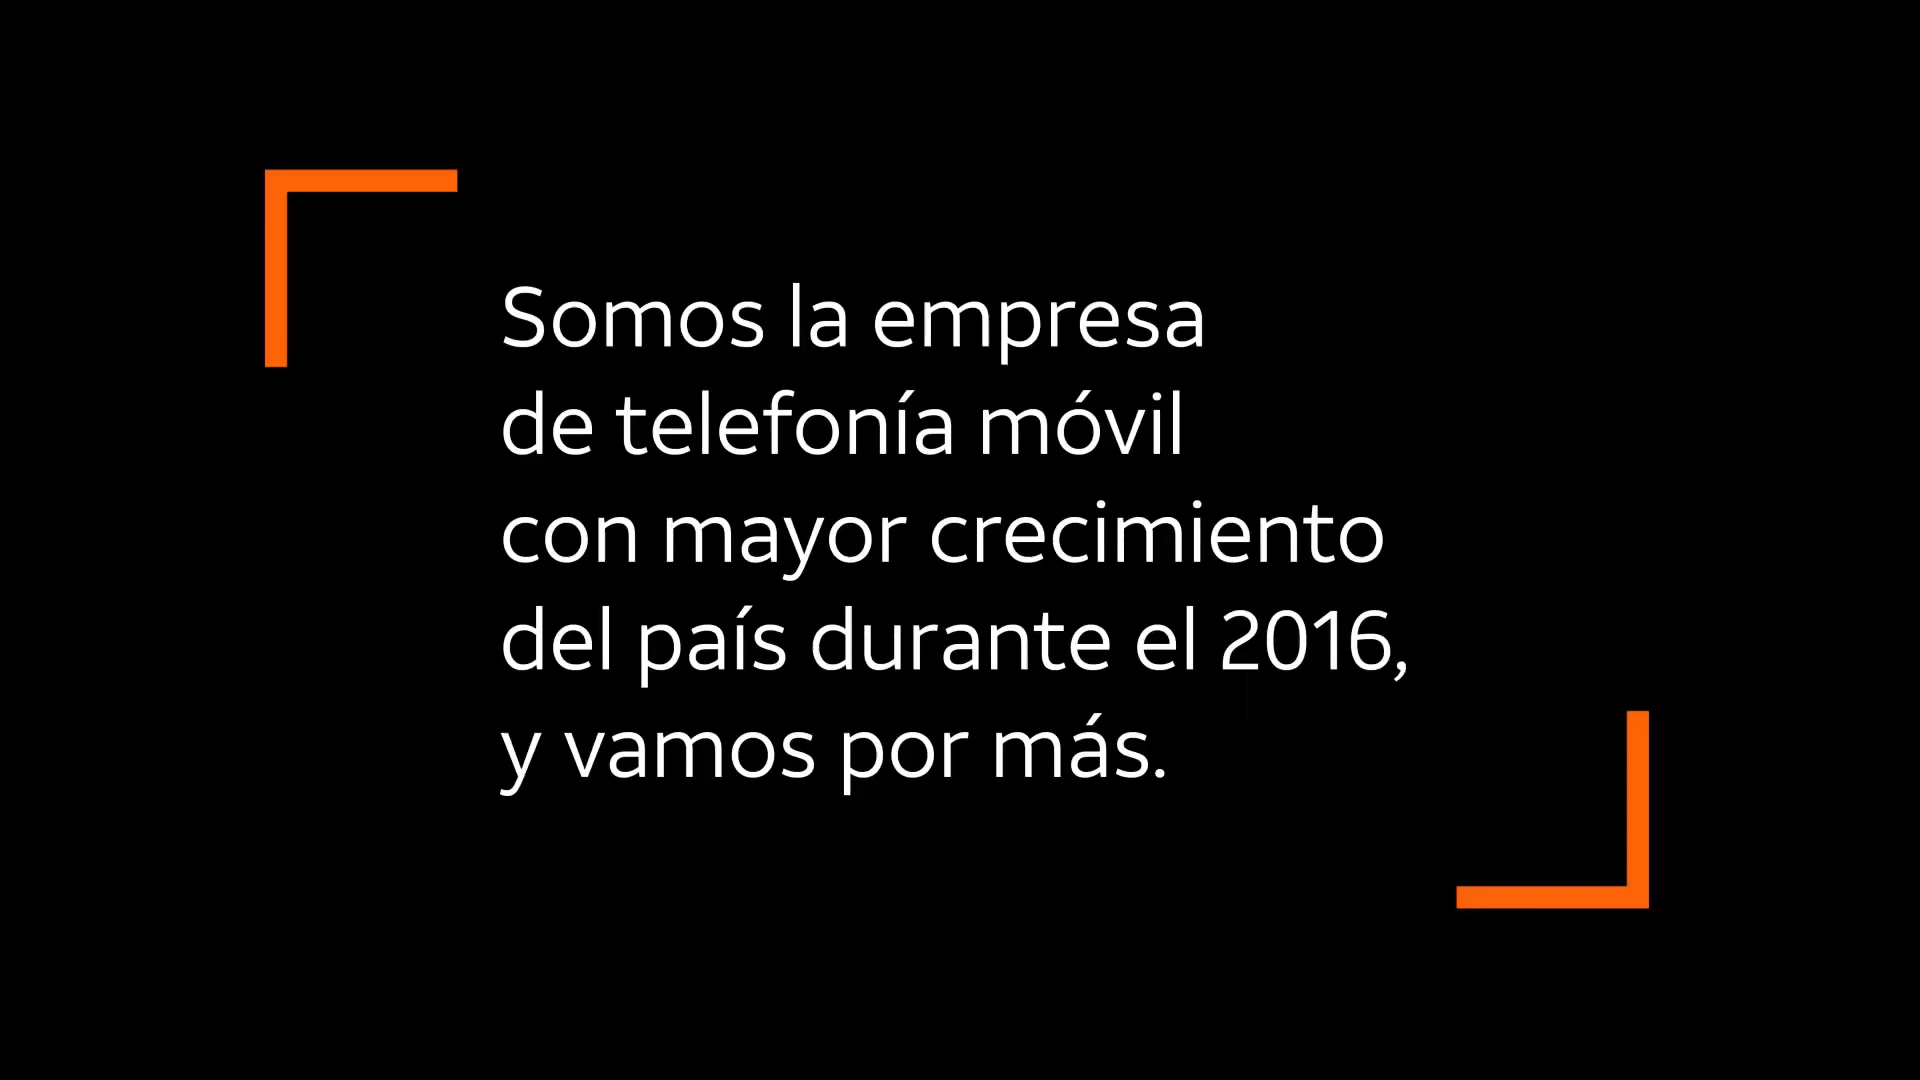 Somos la empresa
de telefonía móvil
con mayor crecimiento
del país durante el 2016,
y vamos por más.